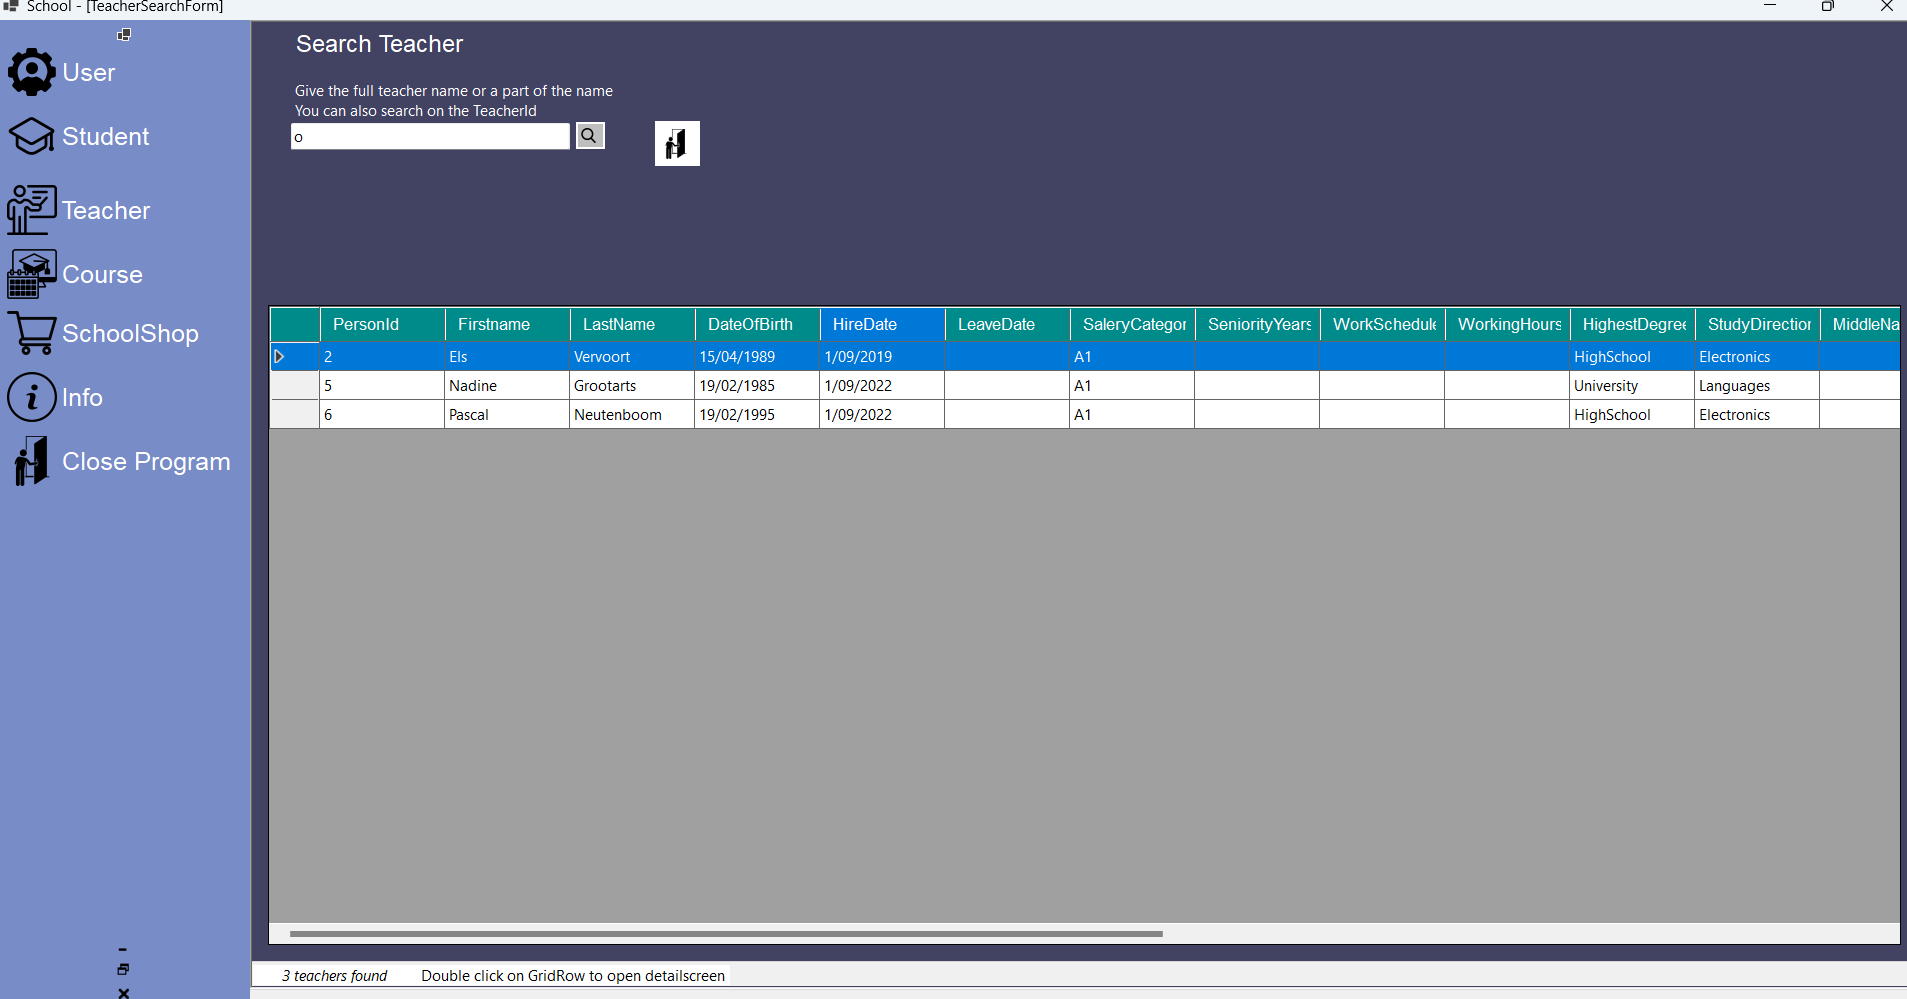 School - [TeacherSearchForm]
User
Student
Teacher
Course
SchoolShop
Info
Close Program
Search Teacher
Give the full teacher name or a part of the name
You can also search on the TeacherId
o
PersonId Firstname LastName DateOfBirth HireDate LeaveDate SaleryCategor SeniorityYears WorkSchedule WorkingHours HighestDegree StudyDirection MiddleNa
2 Els Vervoort 15/04/1989 1/09/2019 A1 HighSchool Electronics
5 Nadine Grootarts 19/02/1985 1/09/2022 A1 University Languages
6 Pascal Neutenboom 19/02/1995 1/09/2022 A1 HighSchool Electronics
3 teachers found Double click on GridRow to open detailscreen